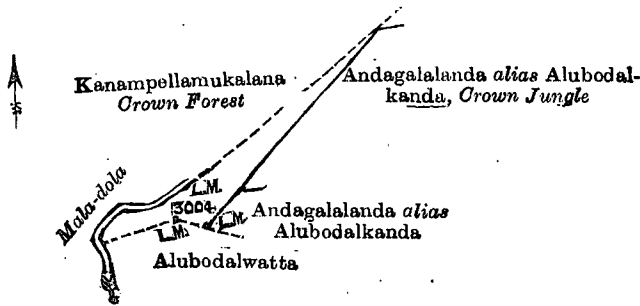 Kanampellamukalana
Crown Forest
Andagalalanda alias Alubodal-
kanda, Crown Jungle
Mala-dola
L.M.
3004
L.M.
L.M.
Andagalalanda alias
Alubodalkanda
Alubodalwatta